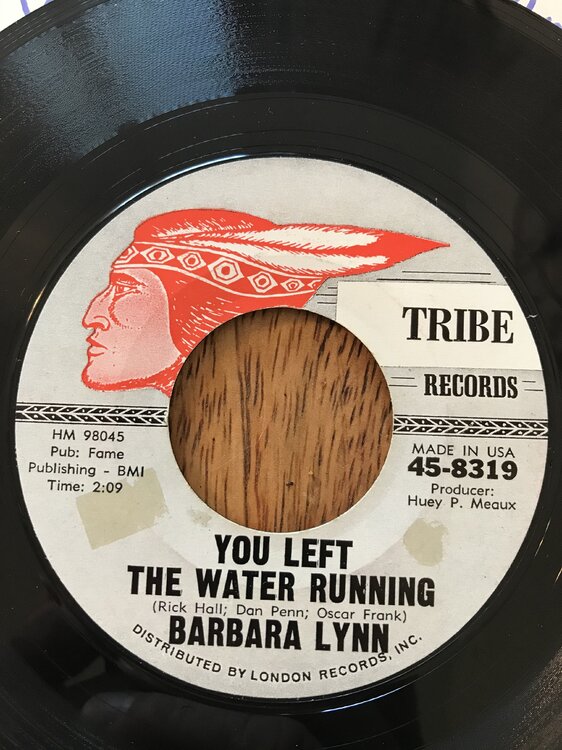 TRIBE
RECORDS
HM 98045
Pub: Fame
Publishing - BMI
Time: 2:09
MADE IN USA
45-8319
Producer:
Huey P. Meaux
YOU LEFT
THE WATER RUNNING
(Rick Hall; Dan Penn; Oscar Frank)
BARBARA LYNN
DISTRIBUTED BY LONDON RECORDS, INC.